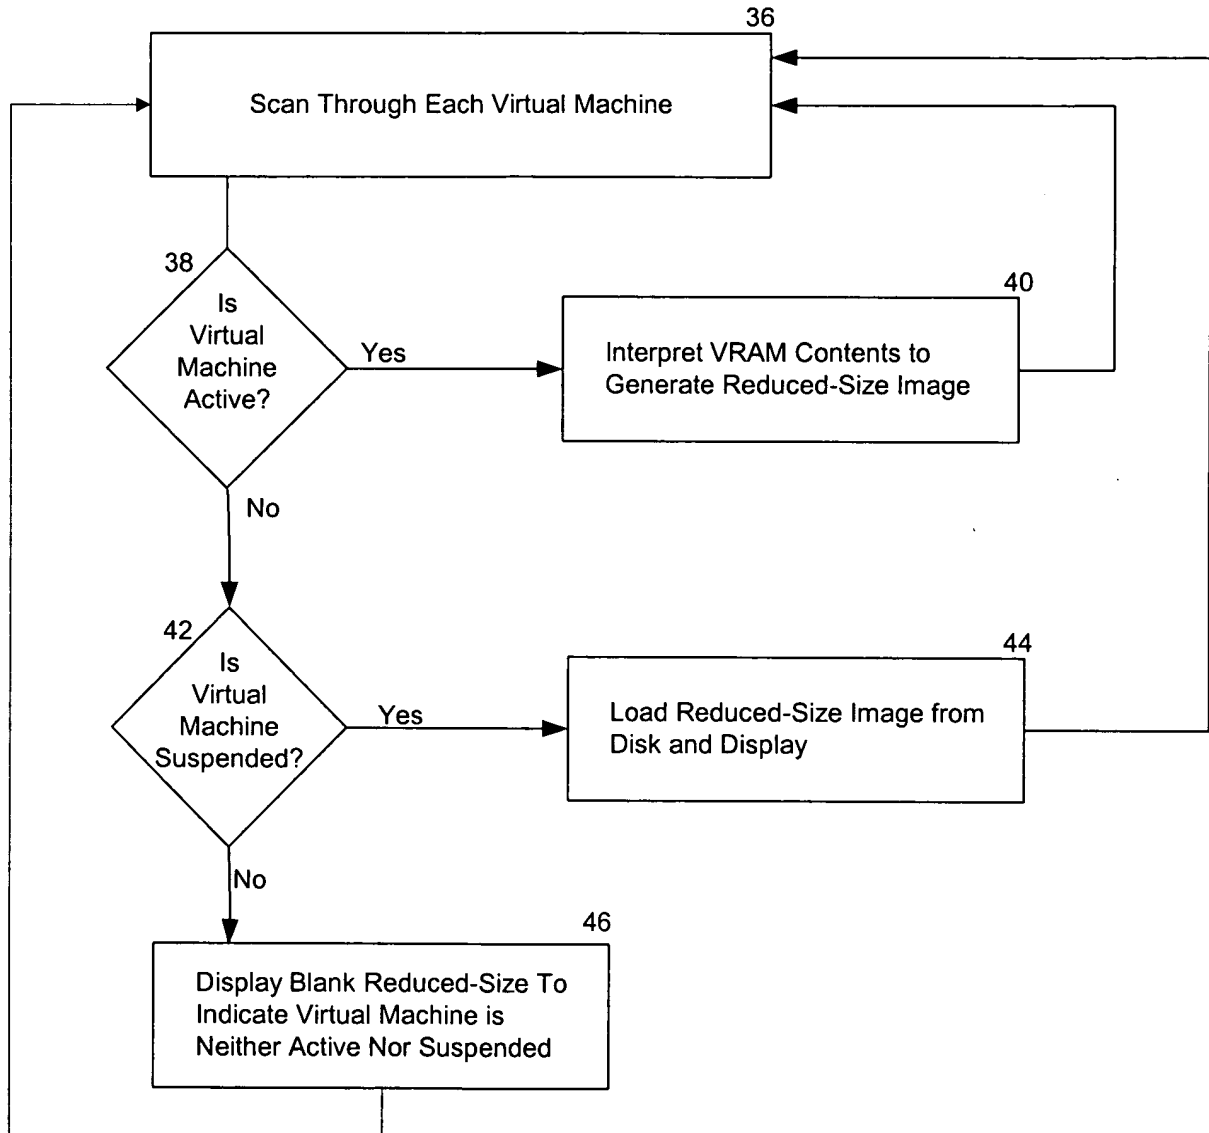 36
Scan Through Each Virtual Machine
38
Is
Virtual
Machine
Active?
Yes
40
Interpret VRAM Contents to
Generate Reduced-Size Image
No
42
Is
Virtual
Machine
Suspended?
Yes
44
Load Reduced-Size Image from
Disk and Display
No
46
Display Blank Reduced-Size To
Indicate Virtual Machine is
Neither Active Nor Suspended